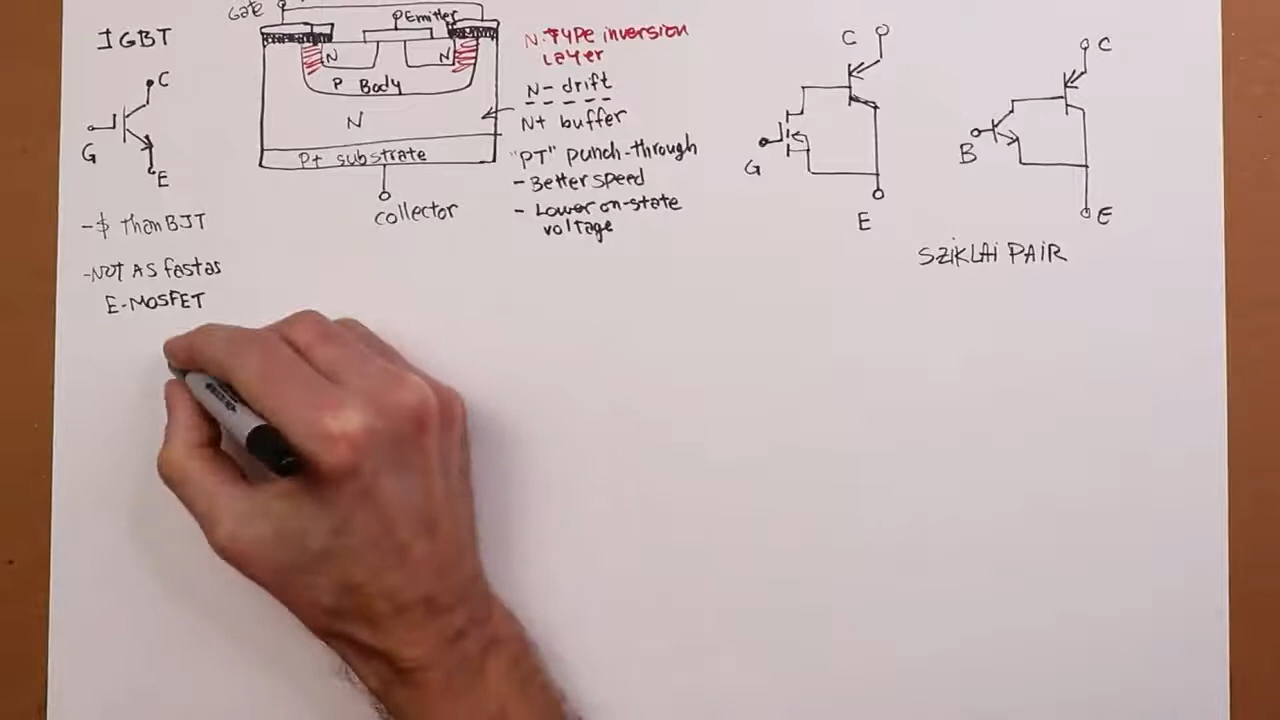 IGBT
C
G
E
-$ than BJT
-NOT AS fast as
E-MOSFET
Gate
Emitter
N
N
P Body
N
P+ substrate
collector
N-Type inversion
layer
N- drift
N+ buffer
"PT" punch-through
- Better speed
- Lower on-state
voltage
C
G
E
C
B
E
SZIKLAI PAIR